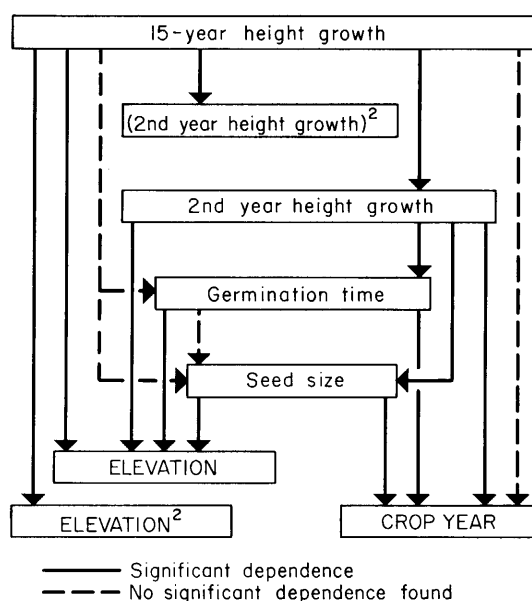 15-year height growth
(2nd year height growth)²
2nd year height growth
Germination time
Seed size
ELEVATION
ELEVATION²
CROP YEAR
Significant dependence
No significant dependence found